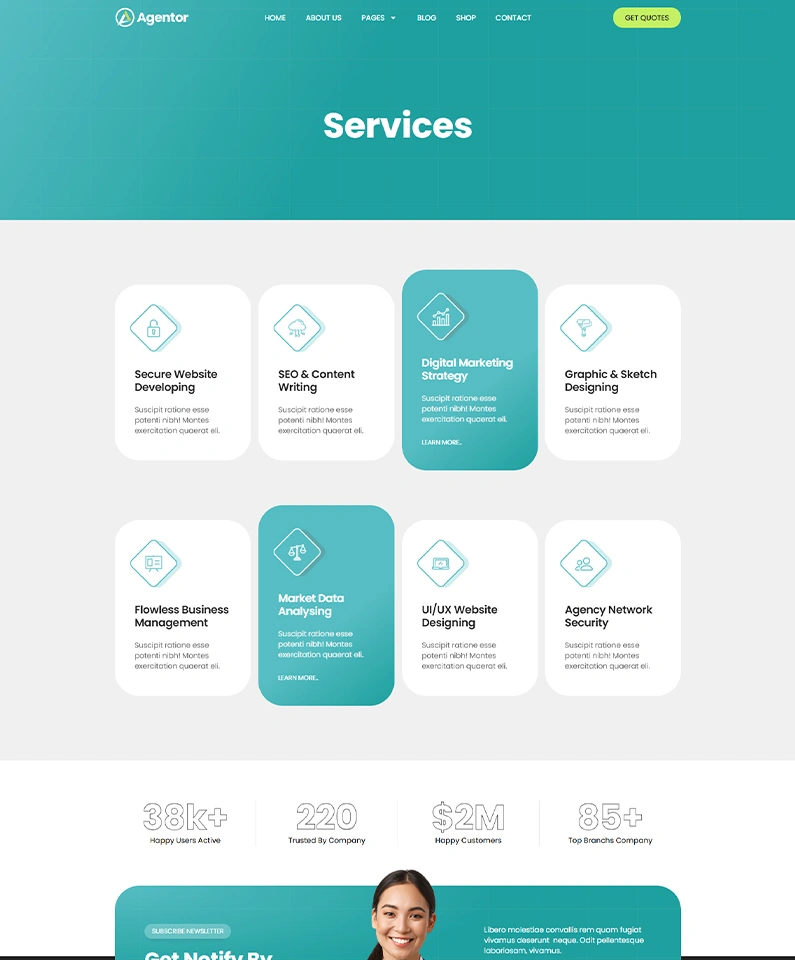 Agentor
HOME
ABOUT US
PAGES
BLOG
SHOP
CONTACT
GET QUOTES
Services
Secure Website
Developing
Suscipit ratione esse
potenti nibh! Montes
exercitation quaerat eli.
SEO & Content
Writing
Suscipit ratione esse
potenti nibh! Montes
exercitation quaerat eli.
Digital Marketing
Strategy
Suscipit ratione esse
potenti nibh! Montes
exercitation quaerat eli.
LEARN MORE..
Graphic & Sketch
Designing
Suscipit ratione esse
potenti nibh! Montes
exercitation quaerat eli.
Flowless Business
Management
Suscipit ratione esse
potenti nibh! Montes
exercitation quaerat eli.
Market Data
Analysing
Suscipit ratione esse
potenti nibh! Montes
exercitation quaerat eli.
LEARN MORE..
UI/UX Website
Designing
Suscipit ratione esse
potenti nibh! Montes
exercitation quaerat eli.
Agency Network
Security
Suscipit ratione esse
potenti nibh! Montes
exercitation quaerat eli.
38k+
Happy Users Active
220
Trusted By Company
$2M
Happy Customers
85+
Top Branchs Company
SUBSCRIBE NEWSLETTER
Get Notify By
Libero molestiae convallis rem quam fugiat
vivamus deserunt neque. Odit pellentesque
laboriosam, vivamus.